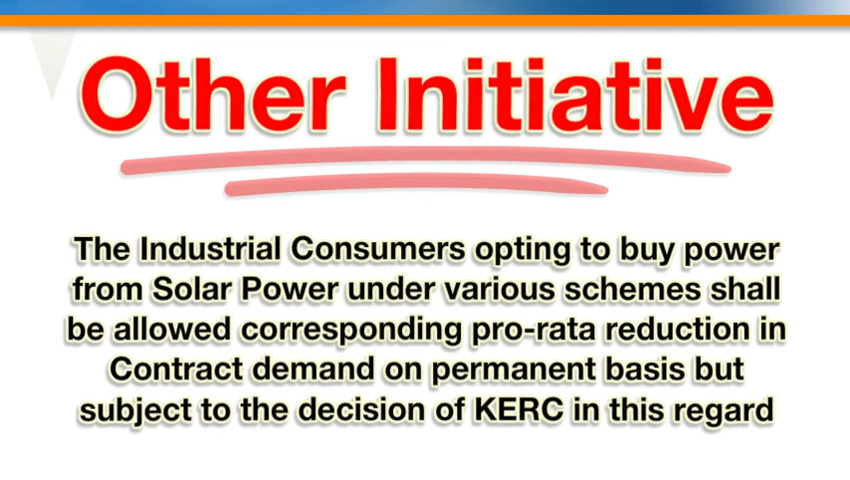 Other Initiative
The Industrial Consumers opting to buy power
from Solar Power under various schemes shall
be allowed corresponding pro-rata reduction in
Contract demand on permanent basis but
subject to the decision of KERC in this regard